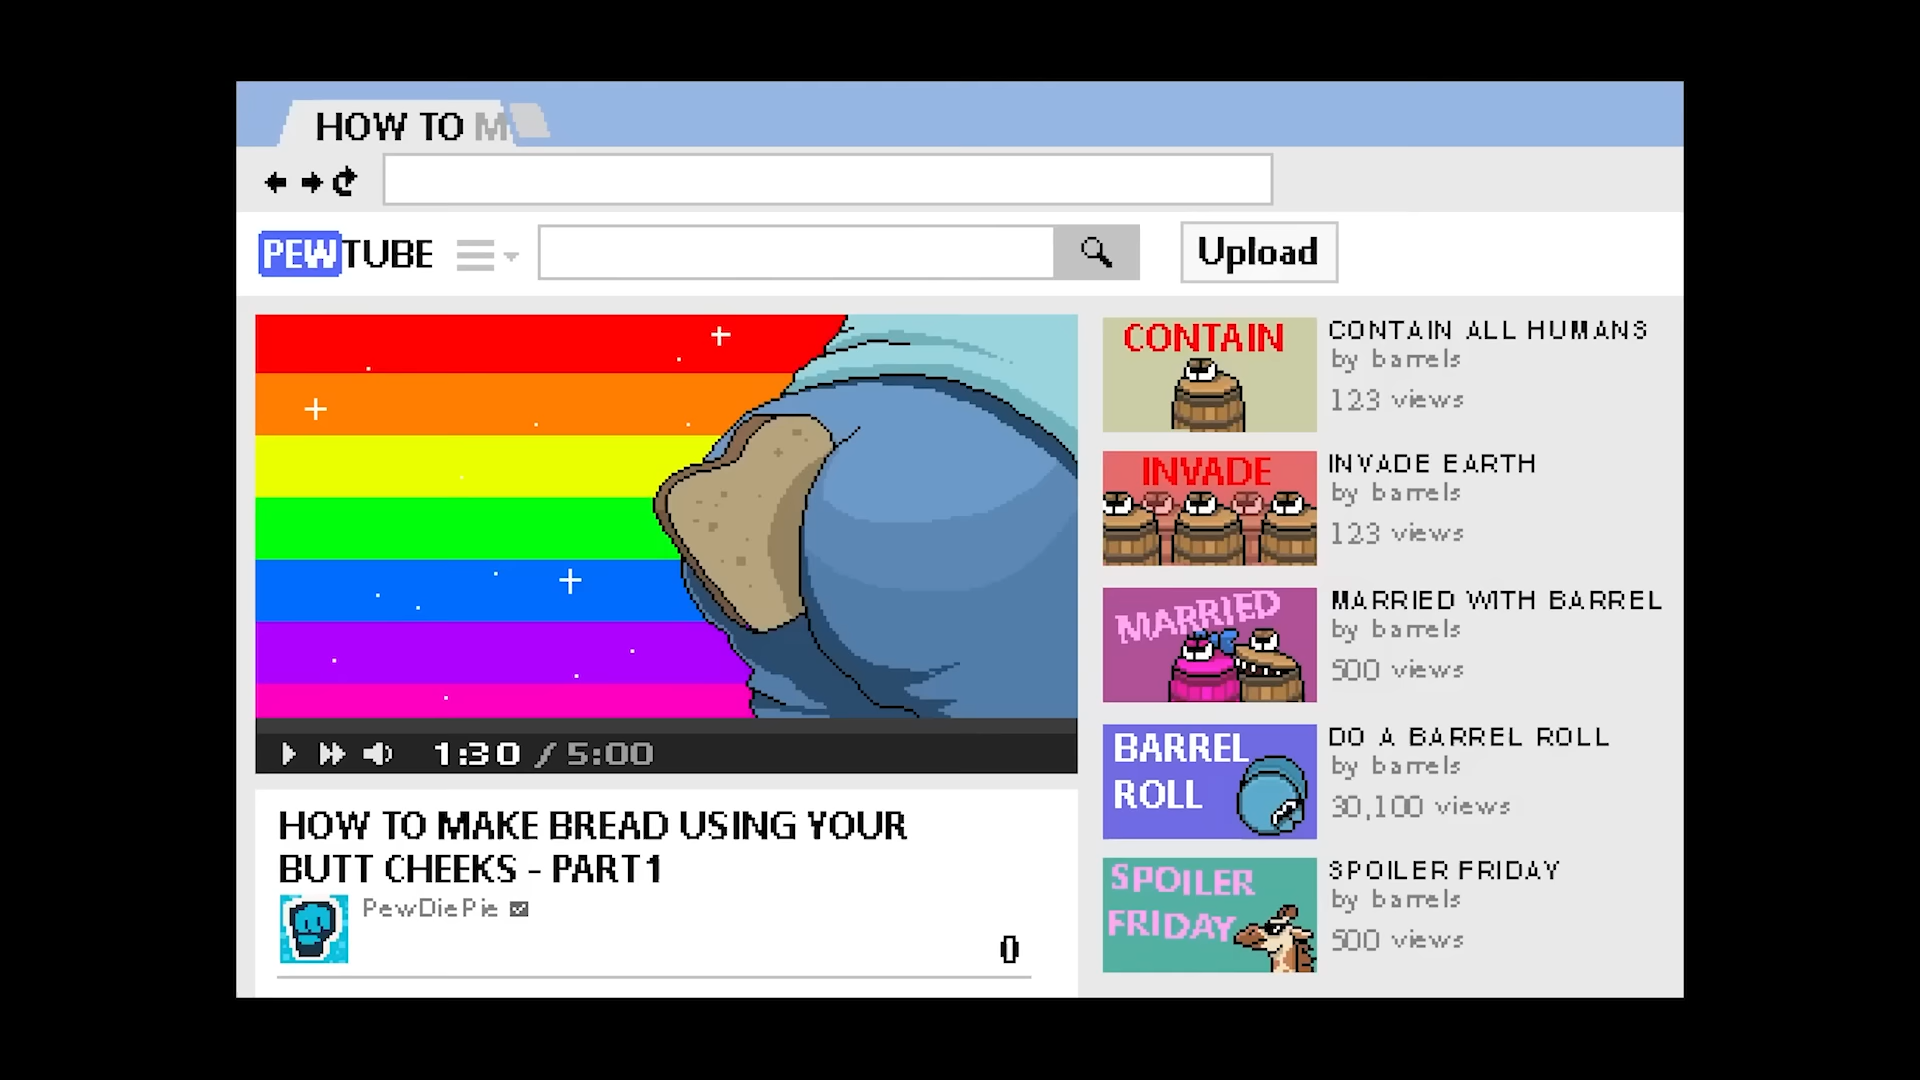 HOW TO M
PEWTUBE
Upload
1:30 / 5:00
HOW TO MAKE BREAD USING YOUR
BUTT CHEEKS - PART 1
PewDiePie
0
CONTAIN
CONTAIN ALL HUMANS
by barrels
123 views
INVADE
INVADE EARTH
by barrels
123 views
MARRIED
MARRIED WITH BARREL
by barrels
500 views
BARREL
ROLL
DO A BARREL ROLL
by barrels
30,100 views
SPOILER
FRIDAY
SPOILER FRIDAY
by barrels
500 views